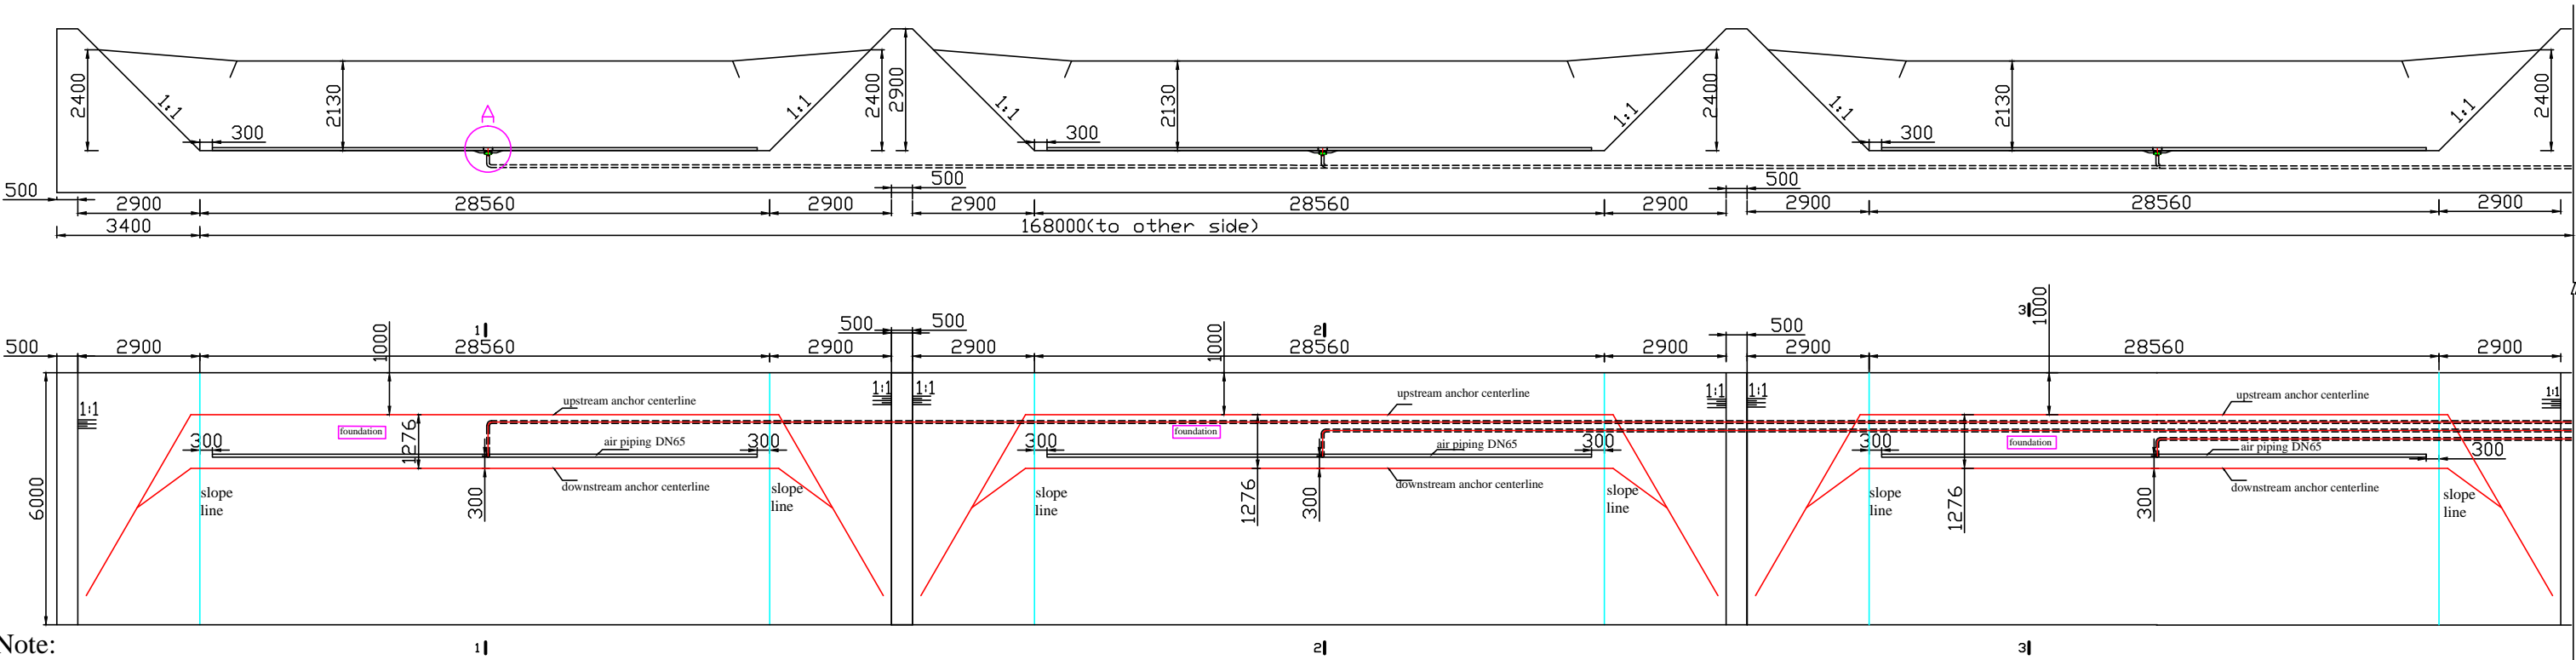 2400
1:1
300
2130
A
1:1
2400
2900
1:1
300
2130
1:1
2400
1:1
300
2130
1:1
2400
500
2900
28560
2900
500
2900
28560
2900
500
2900
28560
2900
3400
168000(to other side)
500
2900
1000
1
28560
2900
500
500
2900
1000
2
28560
2900
500
2900
3
1000
28560
2900
6000
1:1
300
foundation
1276
upstream anchor centerline
air piping DN65
300
1:1
1:1
slope
line
300
downstream anchor centerline
slope
line
300
foundation
1276
upstream anchor centerline
air piping DN65
300
1:1
1:1
slope
line
300
downstream anchor centerline
slope
line
300
foundation
1276
upstream anchor centerline
air piping DN65
300
1:1
slope
line
300
downstream anchor centerline
slope
line
Note:
1
2
3